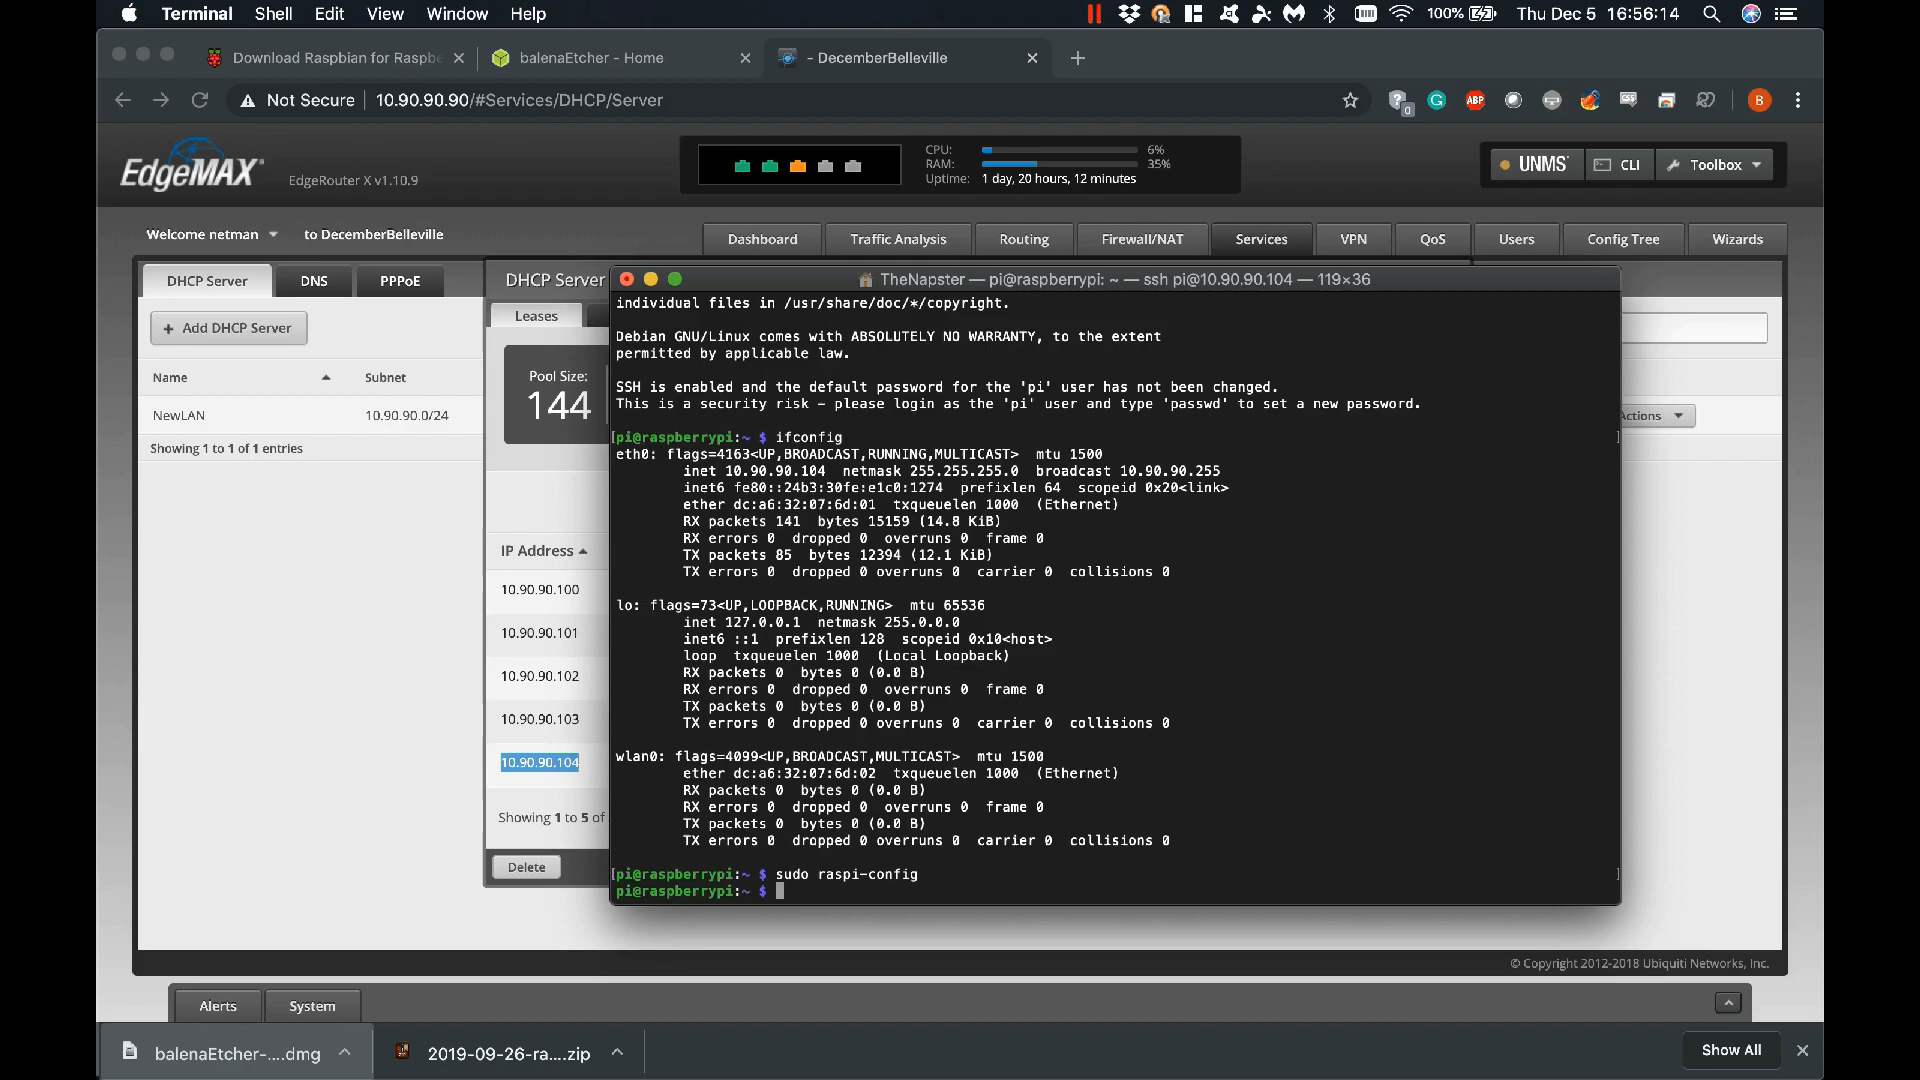 Terminal Shell Edit View Window Help 100% Thu Dec 5 16:56:14
Download Raspbian for Raspbe balenaEtcher - Home - DecemberBelleville
Not Secure 10.90.90.90/#Services/DHCP/Server ABP CSS B
0
EdgeMAX EdgeRouter X v1.10.9
CPU: 6%
RAM: 35%
Uptime: 1 day, 20 hours, 12 minutes
UNMS CLI Toolbox
Welcome netman to DecemberBelleville
Dashboard Traffic Analysis Routing Firewall/NAT Services VPN QoS Users Config Tree Wizards
DHCP Server DNS PPPoE
+ Add DHCP Server
Name Subnet
NewLAN 10.90.90.0/24
Showing 1 to 1 of 1 entries
DHCP Server
Leases
Pool Size:
144
IP Address
10.90.90.100
10.90.90.101
10.90.90.102
10.90.90.103
10.90.90.104
Showing 1 to 5 of
Delete
ctions
TheNapster — pi@raspberrypi: ~ — ssh pi@10.90.90.104 — 119×36
individual files in /usr/share/doc/*/copyright.
Debian GNU/Linux comes with ABSOLUTELY NO WARRANTY, to the extent
permitted by applicable law.
SSH is enabled and the default password for the 'pi' user has not been changed.
This is a security risk - please login as the 'pi' user and type 'passwd' to set a new password.
[pi@raspberrypi:~ $ ifconfig ]
eth0: flags=4163<UP,BROADCAST,RUNNING,MULTICAST>  mtu 1500
inet 10.90.90.104  netmask 255.255.255.0  broadcast 10.90.90.255
inet6 fe80::24b3:30fe:e1c0:1274  prefixlen 64  scopeid 0x20<link>
ether dc:a6:32:07:6d:01  txqueuelen 1000  (Ethernet)
RX packets 141  bytes 15159 (14.8 KiB)
RX errors 0  dropped 0  overruns 0  frame 0
TX packets 85  bytes 12394 (12.1 KiB)
TX errors 0  dropped 0 overruns 0  carrier 0  collisions 0
lo: flags=73<UP,LOOPBACK,RUNNING>  mtu 65536
inet 127.0.0.1  netmask 255.0.0.0
inet6 ::1  prefixlen 128  scopeid 0x10<host>
loop  txqueuelen 1000  (Local Loopback)
RX packets 0  bytes 0 (0.0 B)
RX errors 0  dropped 0  overruns 0  frame 0
TX packets 0  bytes 0 (0.0 B)
TX errors 0  dropped 0 overruns 0  carrier 0  collisions 0
wlan0: flags=4099<UP,BROADCAST,MULTICAST>  mtu 1500
ether dc:a6:32:07:6d:02  txqueuelen 1000  (Ethernet)
RX packets 0  bytes 0 (0.0 B)
RX errors 0  dropped 0  overruns 0  frame 0
TX packets 0  bytes 0 (0.0 B)
TX errors 0  dropped 0 overruns 0  carrier 0  collisions 0
[pi@raspberrypi:~ $ sudo raspi-config ]
pi@raspberrypi:~ $
© Copyright 2012-2018 Ubiquiti Networks, Inc.
Alerts System
balenaEtcher-....dmg 2019-09-26-ra....zip Show All